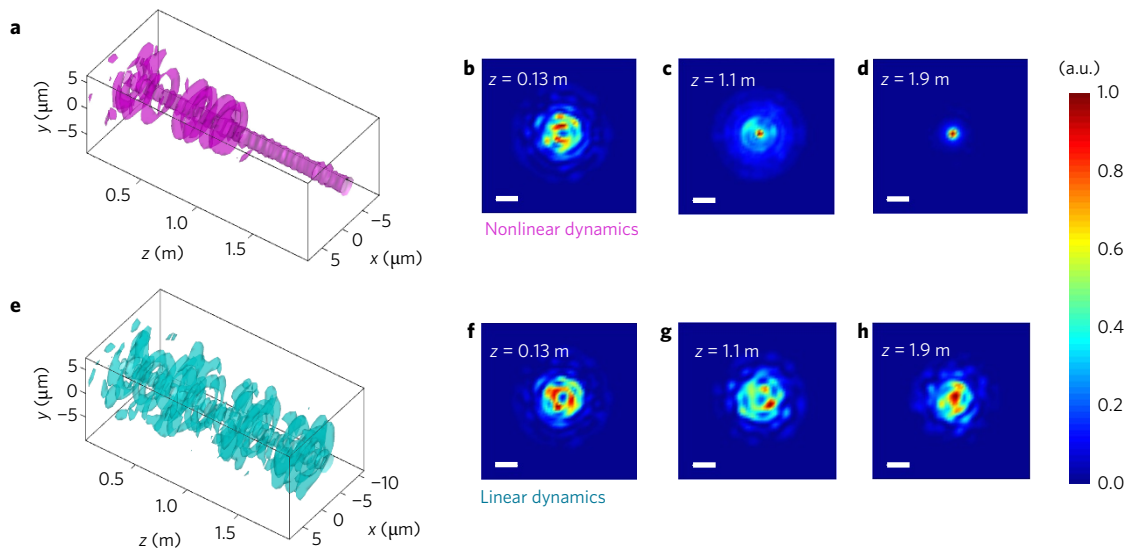 a
y (μm)
5
0
−5
0.5
1.0
1.5
z (m)
−5
0
5
x (μm)
b
z = 0.13 m
c
z = 1.1 m
d
z = 1.9 m
Nonlinear dynamics
(a.u.)
1.0
0.8
0.6
0.4
0.2
0.0
e
y (μm)
5
0
−5
0.5
1.0
1.5
z (m)
−10
−5
0
5
x (μm)
f
z = 0.13 m
g
z = 1.1 m
h
z = 1.9 m
Linear dynamics